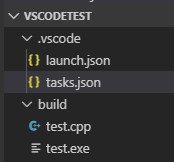 VSCODETEST
.vscode
{} launch.json
{} tasks.json
build
test.cpp
test.exe